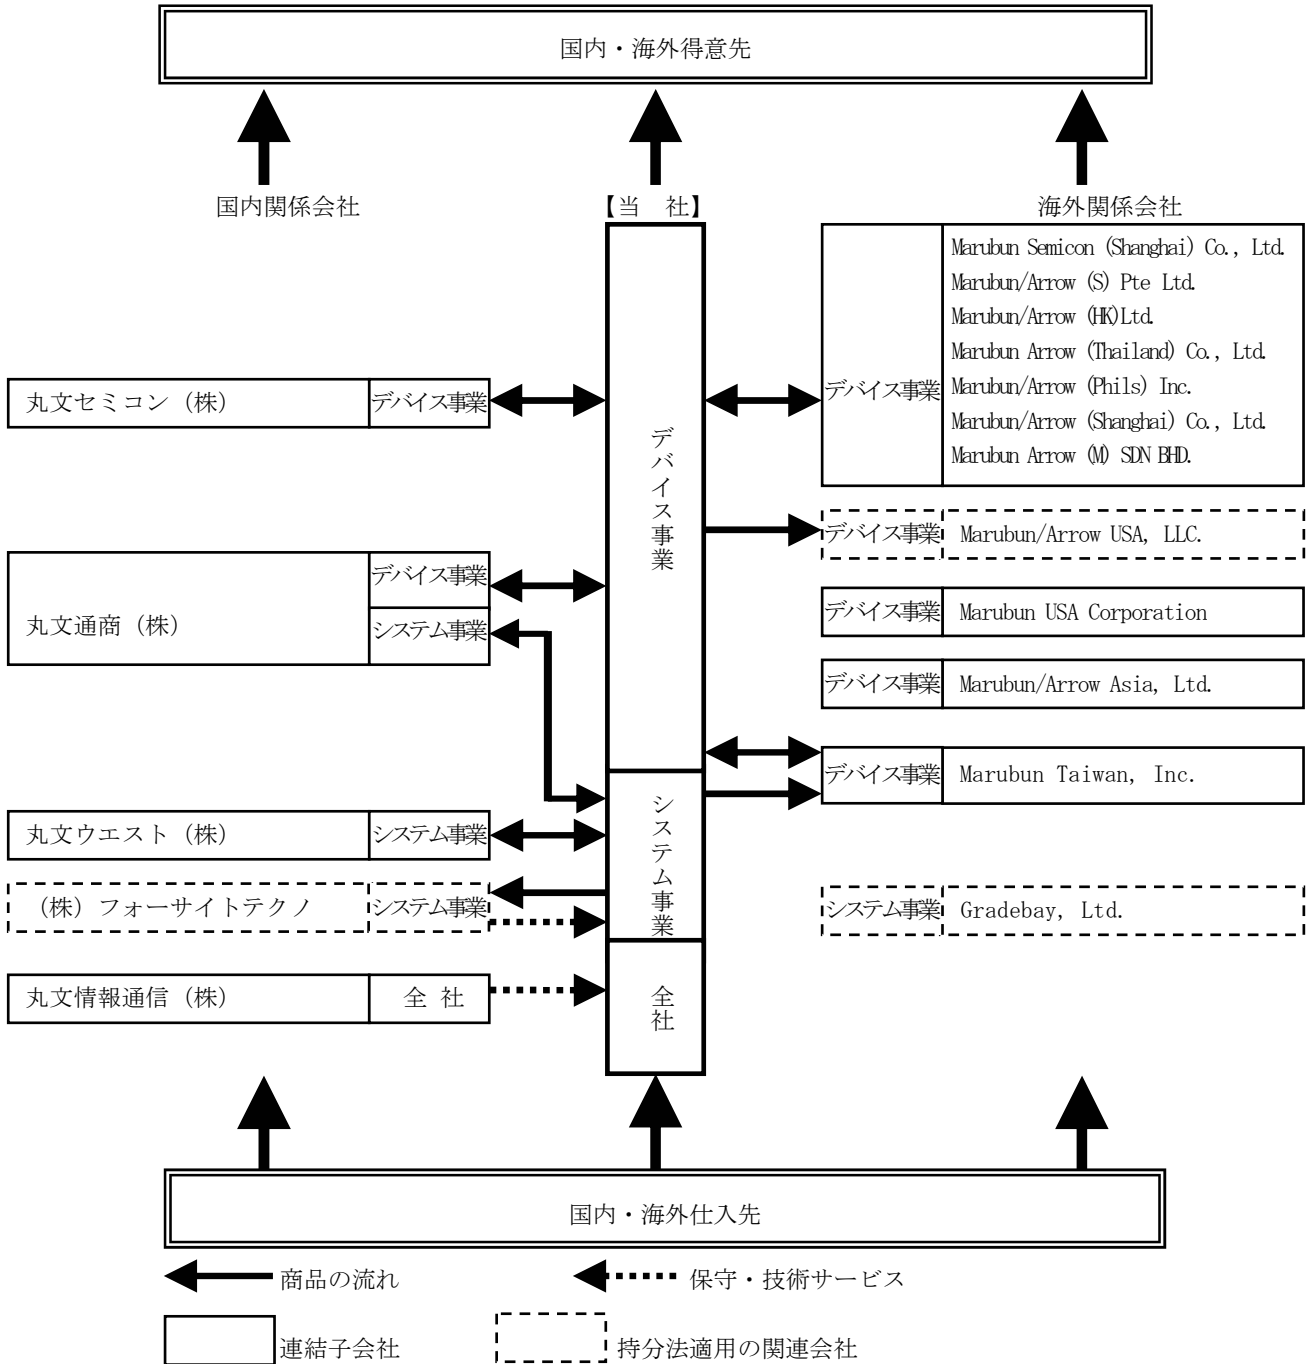 国内・海外得意先
国内関係会社
【当　社】
海外関係会社
丸文セミコン（株）
デバイス事業
丸文通商（株）
デバイス事業
システム事業
丸文ウエスト（株）
システム事業
（株）フォーサイトテクノ
システム事業
丸文情報通信（株）
全 社
デバイス事業
システム事業
全社
デバイス事業
Marubun Semicon (Shanghai) Co., Ltd.
Marubun/Arrow (S) Pte Ltd.
Marubun/Arrow (HK)Ltd.
Marubun Arrow (Thailand) Co., Ltd.
Marubun/Arrow (Phils) Inc.
Marubun/Arrow (Shanghai) Co., Ltd.
Marubun Arrow (M) SDN BHD.
デバイス事業
Marubun/Arrow USA, LLC.
デバイス事業
Marubun USA Corporation
デバイス事業
Marubun/Arrow Asia, Ltd.
デバイス事業
Marubun Taiwan, Inc.
システム事業
Gradebay, Ltd.
国内・海外仕入先
商品の流れ
保守・技術サービス
連結子会社
持分法適用の関連会社